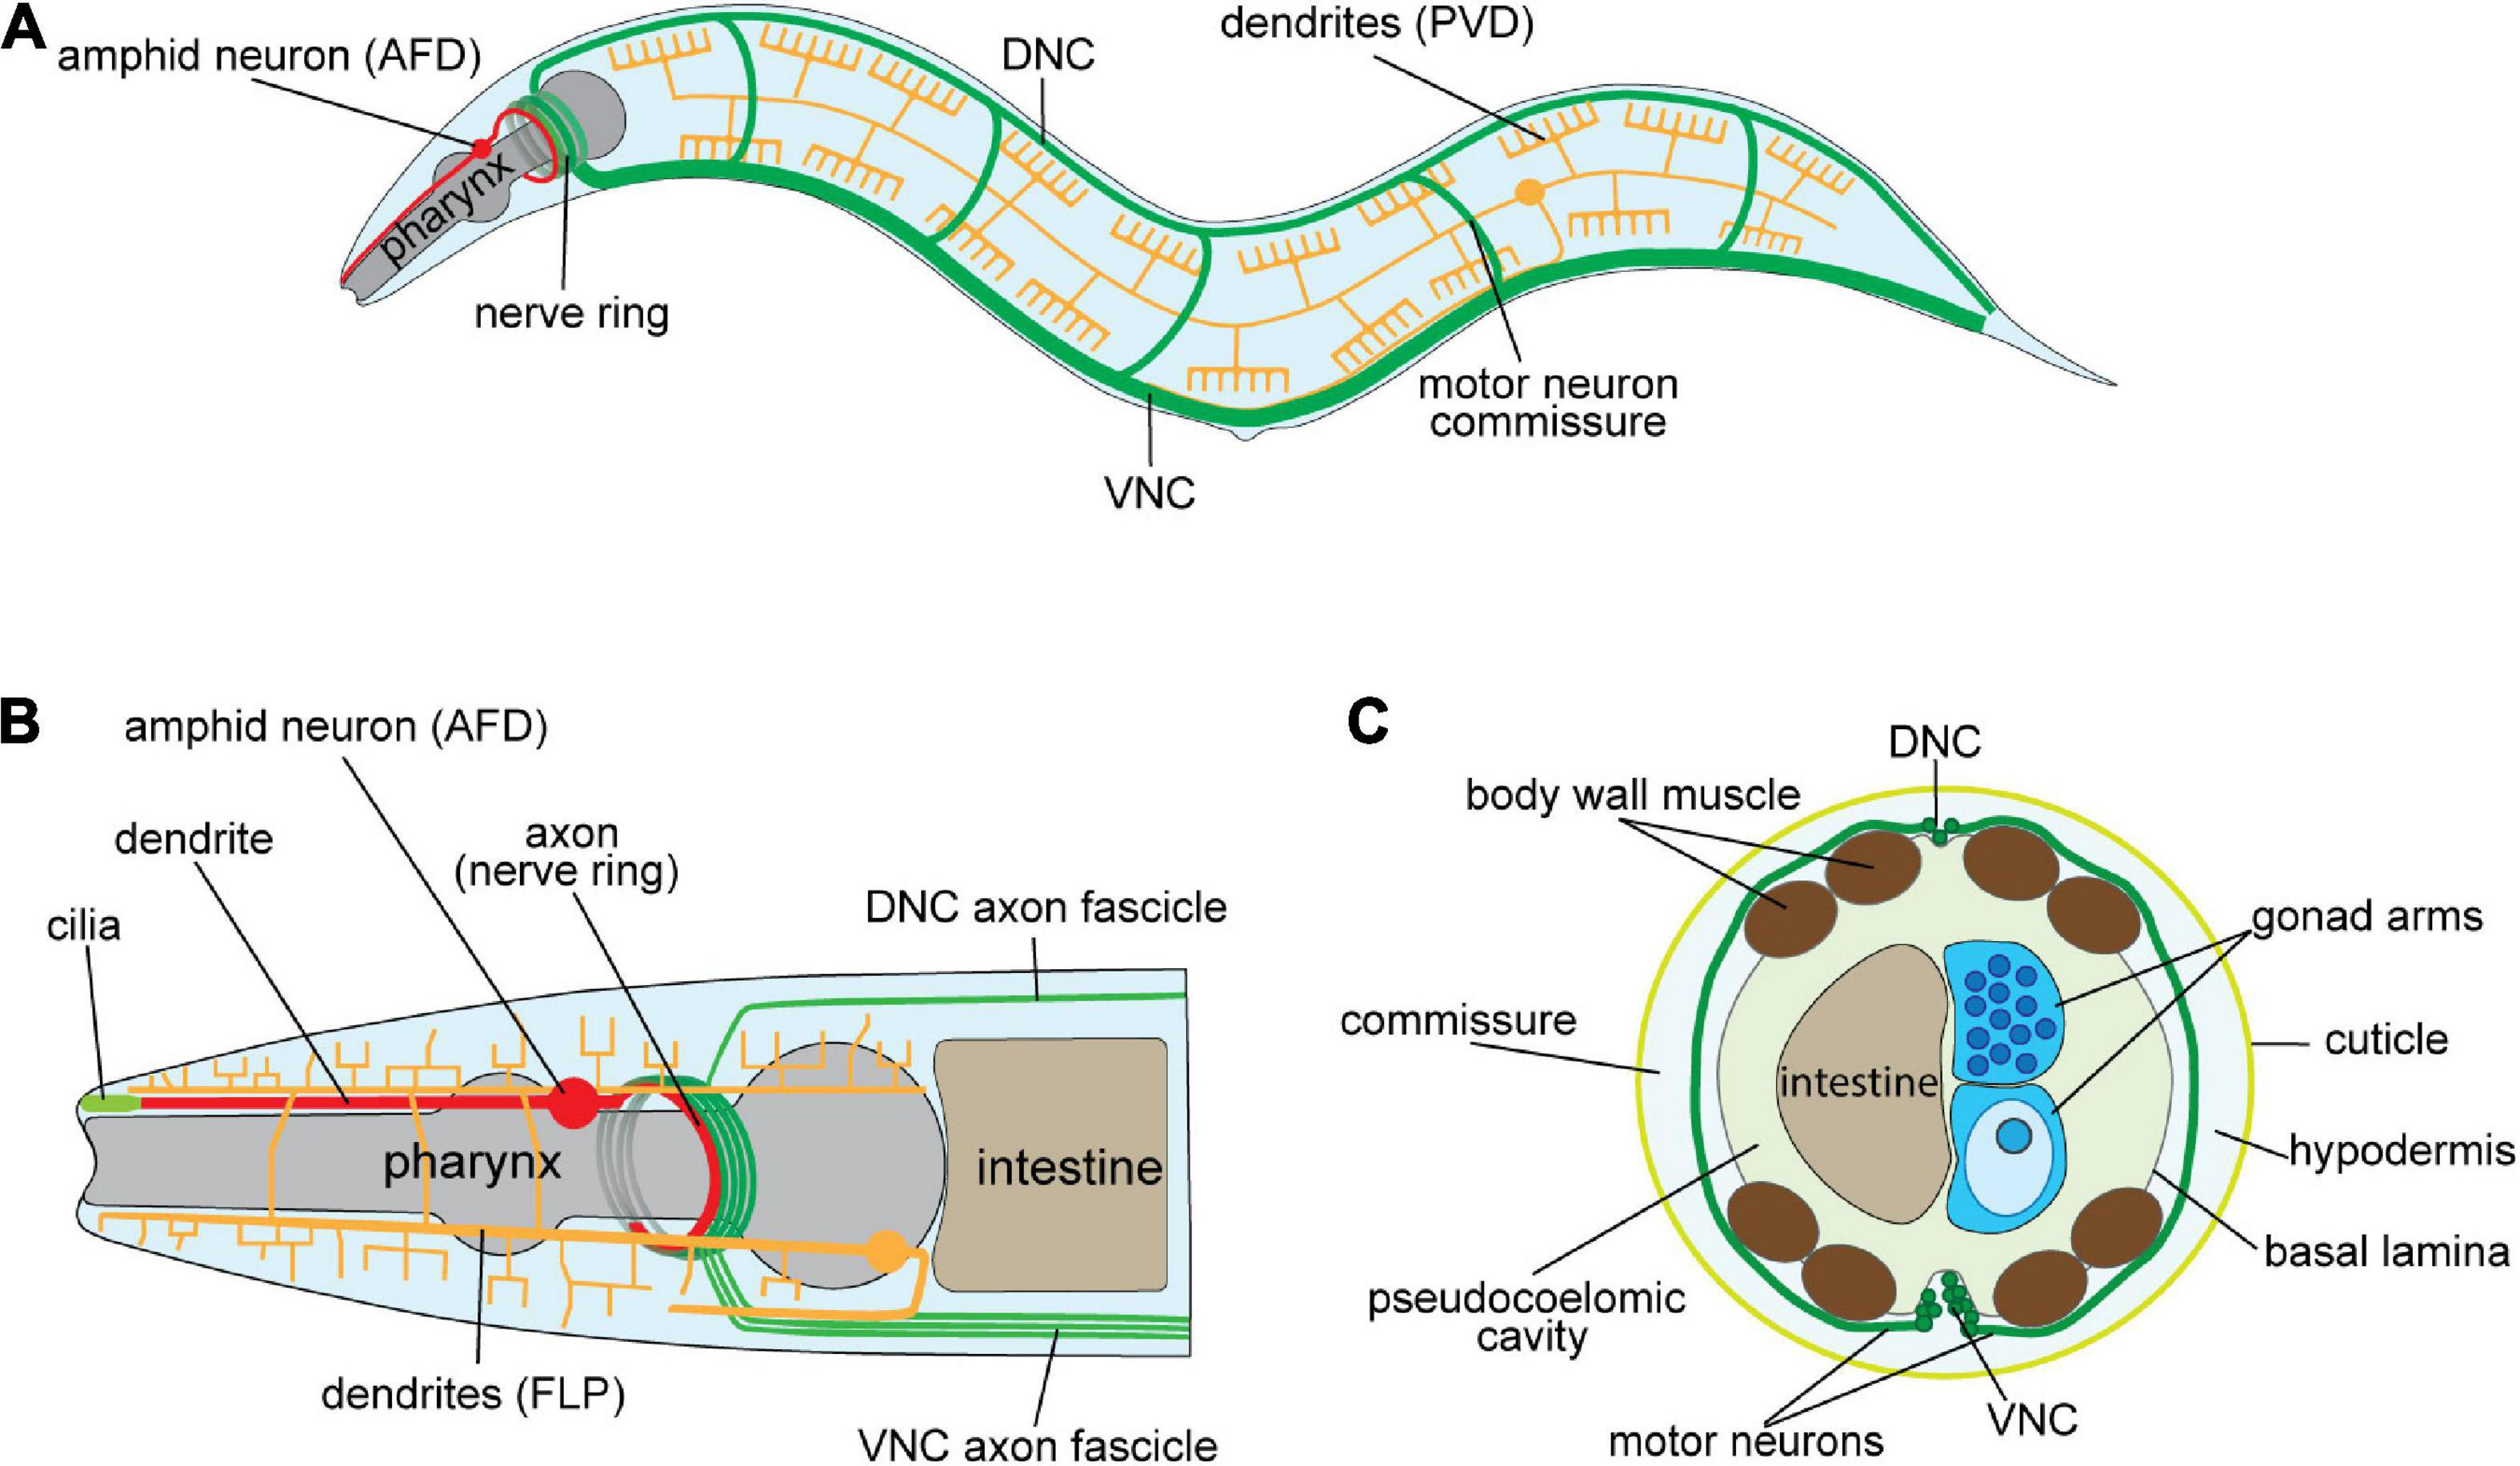 A
amphid neuron (AFD)
DNC
dendrites (PVD)
pharynx
nerve ring
motor neuron
commissure
VNC
B
amphid neuron (AFD)
dendrite
axon
(nerve ring)
cilia
DNC axon fascicle
pharynx
intestine
dendrites (FLP)
VNC axon fascicle
C
DNC
body wall muscle
gonad arms
commissure
cuticle
intestine
hypodermis
basal lamina
pseudocoelomic
cavity
motor neurons
VNC